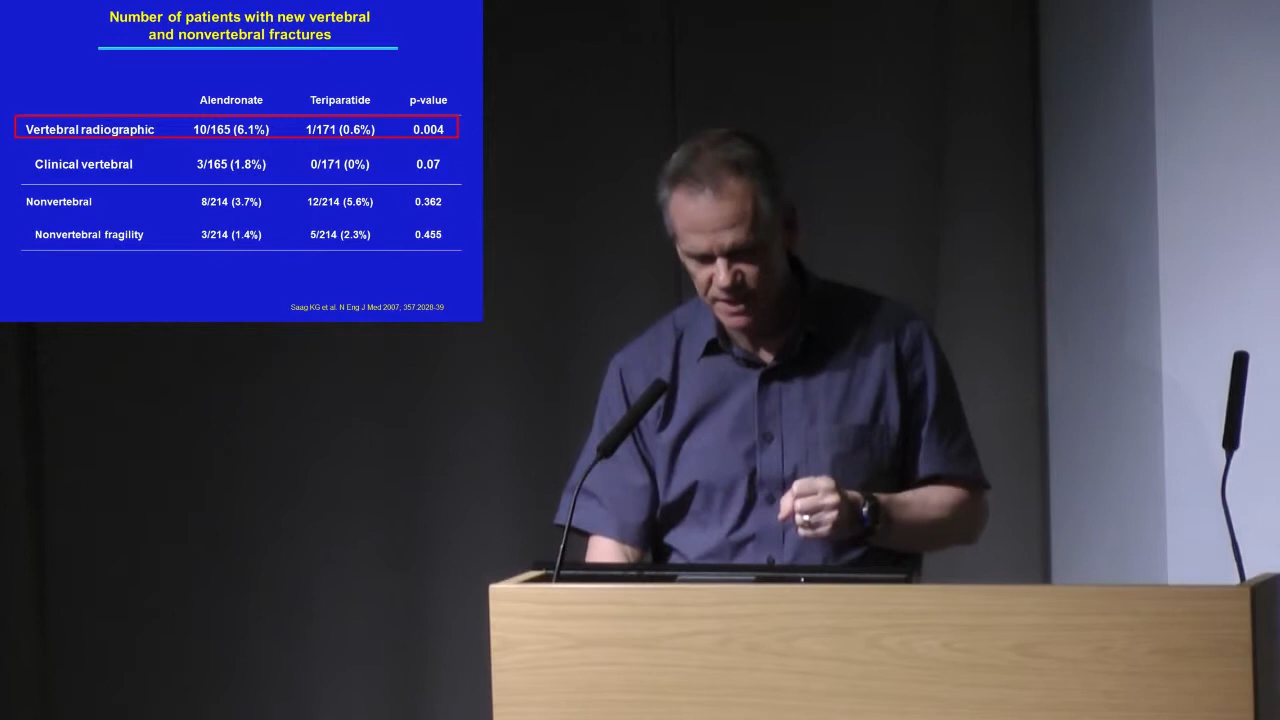 Number of patients with new vertebral
and nonvertebral fractures
Alendronate Teriparatide p-value
Vertebral radiographic 10/165 (6.1%) 1/171 (0.6%) 0.004
Clinical vertebral 3/165 (1.8%) 0/171 (0%) 0.07
Nonvertebral 8/214 (3.7%) 12/214 (5.6%) 0.362
Nonvertebral fragility 3/214 (1.4%) 5/214 (2.3%) 0.455
Saag KG et al. N Eng J Med 2007, 357:2028-39